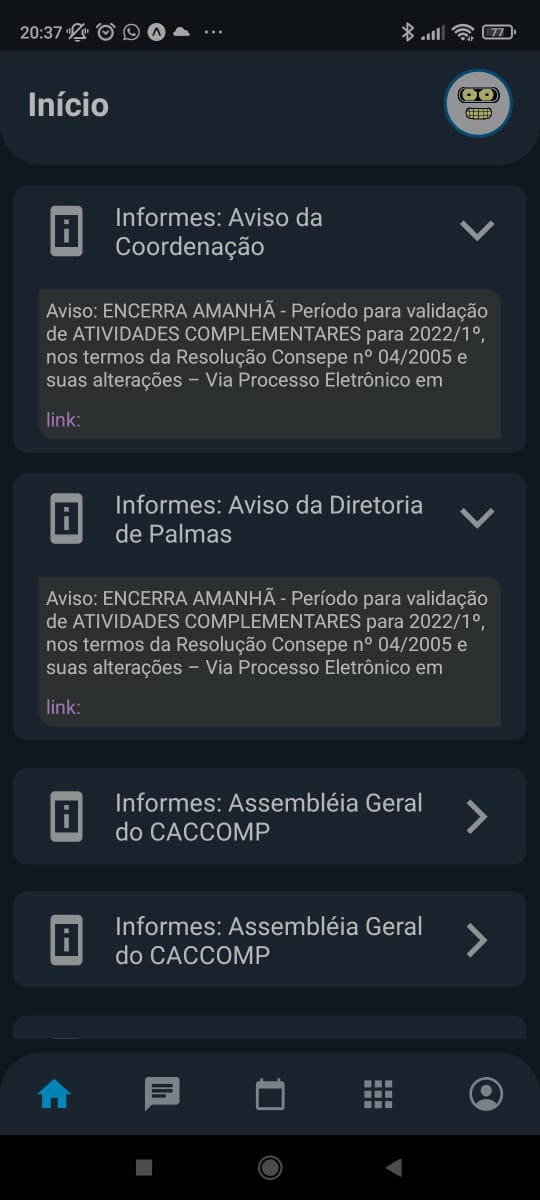 20:37
77
Início
Informes: Aviso da
Coordenação
Aviso: ENCERRA AMANHÃ - Período para validação
de ATIVIDADES COMPLEMENTARES para 2022/1º,
nos termos da Resolução Consepe nº 04/2005 e
suas alterações – Via Processo Eletrônico em
link:
Informes: Aviso da Diretoria
de Palmas
Aviso: ENCERRA AMANHÃ - Período para validação
de ATIVIDADES COMPLEMENTARES para 2022/1º,
nos termos da Resolução Consepe nº 04/2005 e
suas alterações – Via Processo Eletrônico em
link:
Informes: Assembléia Geral
do CACCOMP
Informes: Assembléia Geral
do CACCOMP